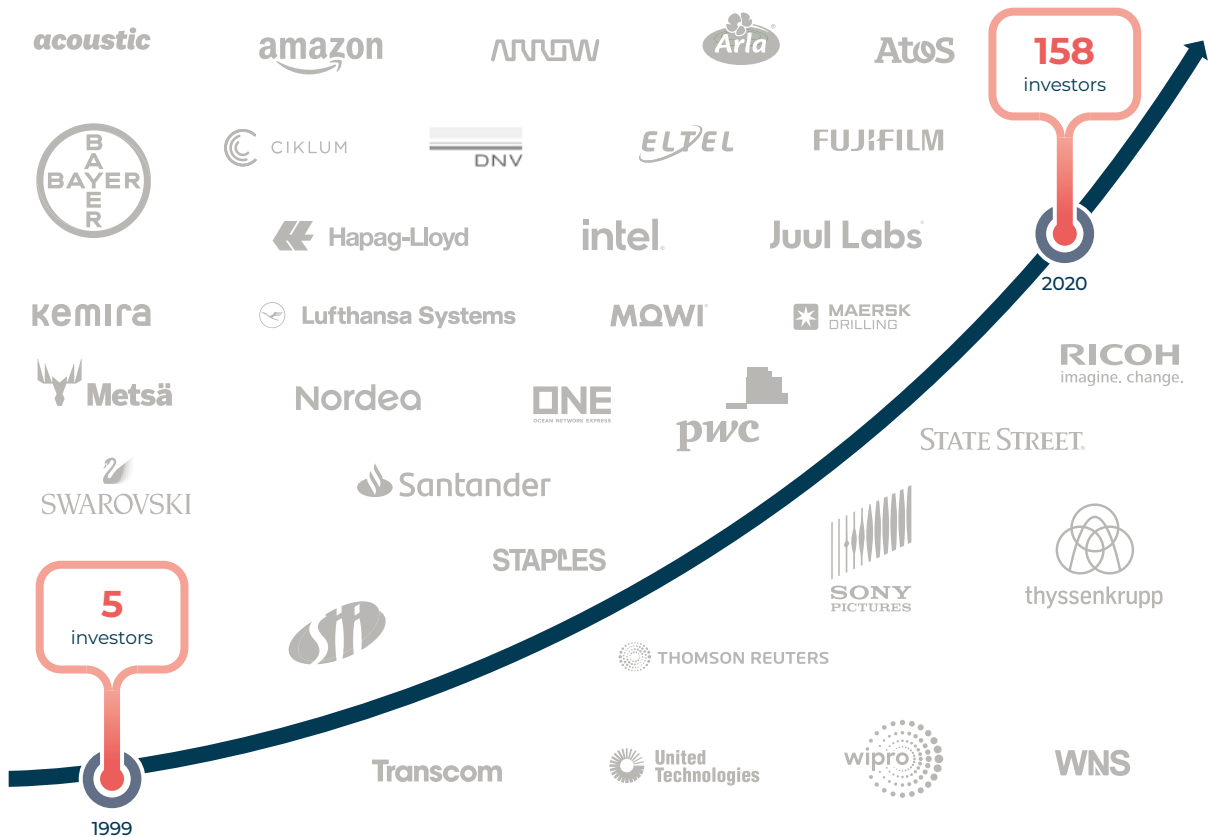 acoustic
amazon
ARROW
Arla®
Atos
158
investors
BAYER
BAYER
CIKLUM
DNV
ELTEL
FUJIFILM
Hapag-Lloyd
intel®
Juul Labs
2020
Kemira
Lufthansa Systems
MOWI®
MAERSK
DRILLING
RICOH
imagine. change.
Metsä
Nordea
ONE
OCEAN NETWORK EXPRESS
pwc
STATE STREET®
SWAROVSKI
Santander
STAPLES
SONY
PICTURES
thyssenkrupp
5
investors
STI
THOMSON REUTERS
Transcom
United
Technologies
wipro
WNS
1999